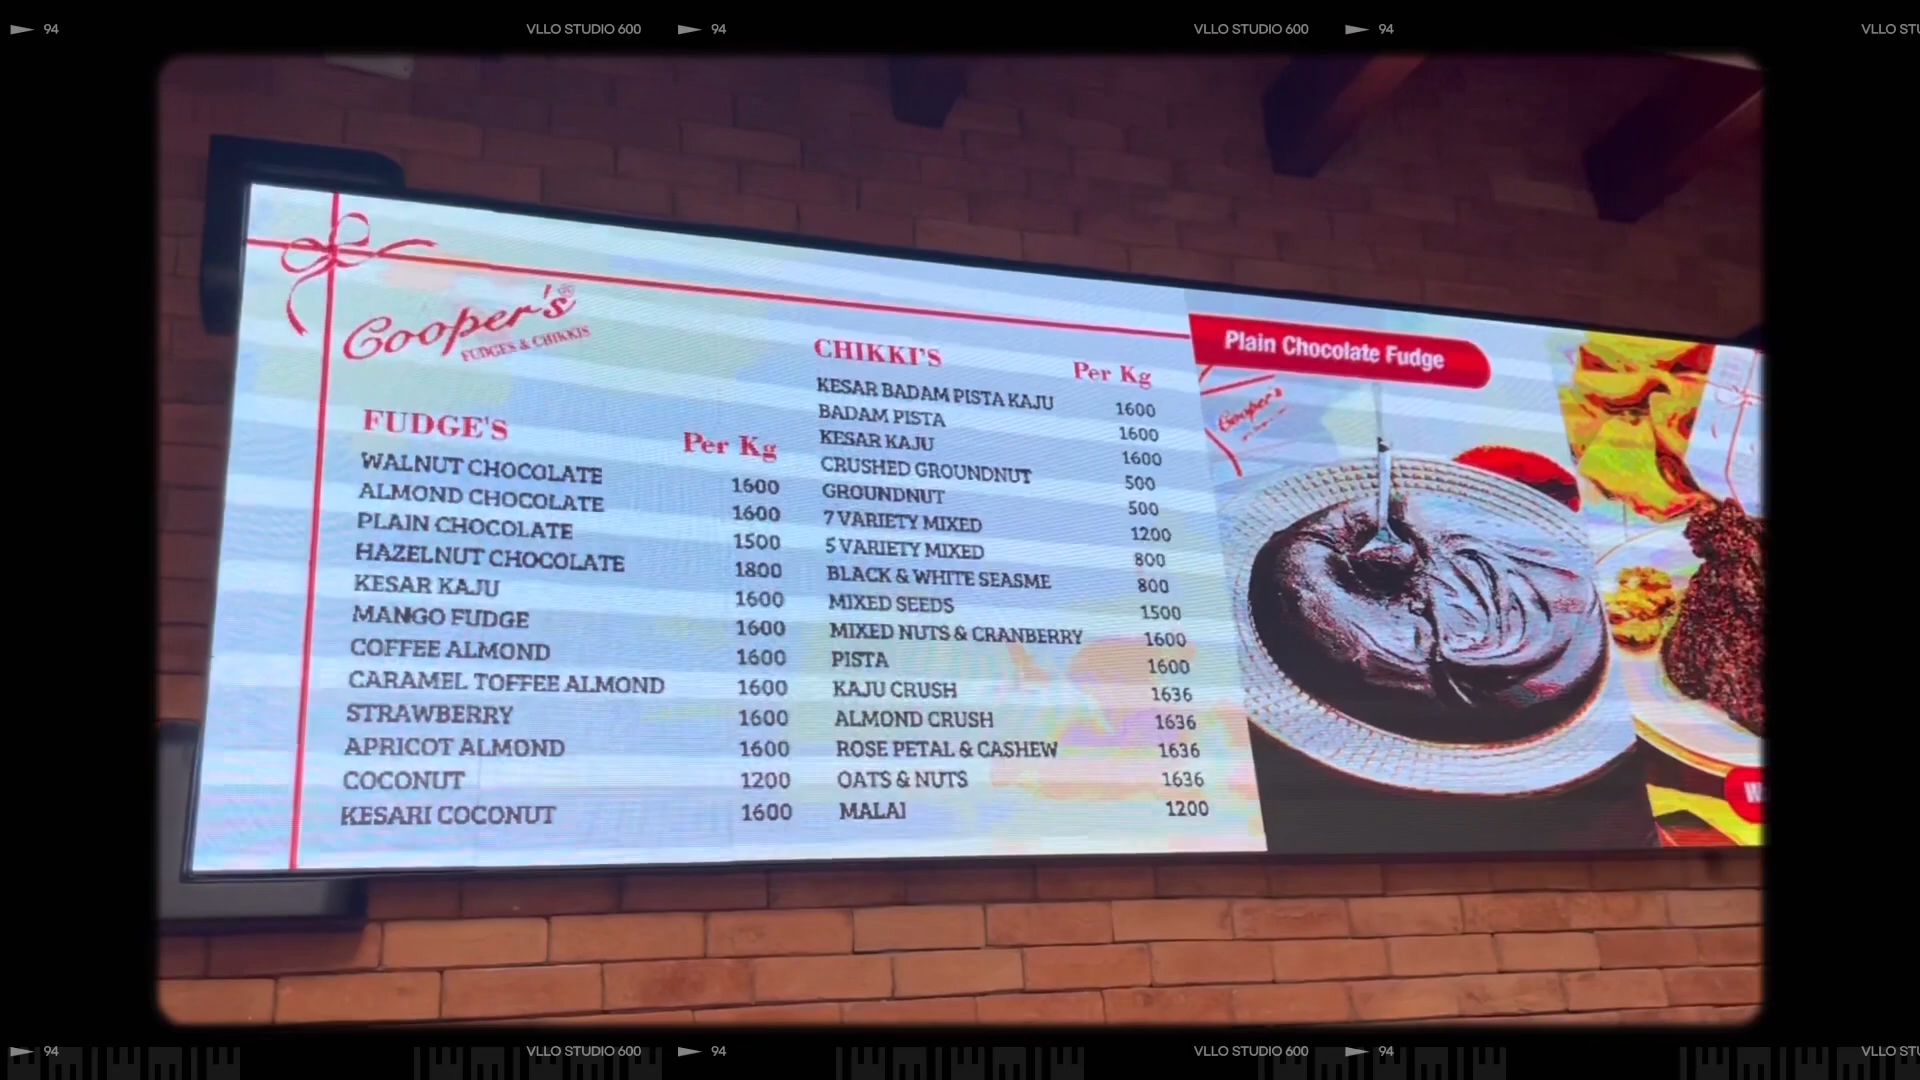 94 VLLO STUDIO 600 94 VLLO STUDIO 600 94 VLLO STU
Cooper's®
FUDGES & CHIKKIS
FUDGE'S Per Kg
WALNUT CHOCOLATE 1600
ALMOND CHOCOLATE 1600
PLAIN CHOCOLATE 1500
HAZELNUT CHOCOLATE 1800
KESAR KAJU 1600
MANGO FUDGE 1600
COFFEE ALMOND 1600
CARAMEL TOFFEE ALMOND 1600
STRAWBERRY 1600
APRICOT ALMOND 1600
COCONUT 1200
KESARI COCONUT 1600
CHIKKI'S Per Kg
KESAR BADAM PISTA KAJU 1600
BADAM PISTA 1600
KESAR KAJU 1600
CRUSHED GROUNDNUT 500
GROUNDNUT 500
7 VARIETY MIXED 1200
5 VARIETY MIXED 800
BLACK & WHITE SEASME 800
MIXED SEEDS 1500
MIXED NUTS & CRANBERRY 1600
PISTA 1600
KAJU CRUSH 1636
ALMOND CRUSH 1636
ROSE PETAL & CASHEW 1636
OATS & NUTS 1636
MALAI 1200
Plain Chocolate Fudge
Cooper's
94 VLLO STUDIO 600 94 VLLO STUDIO 600 94 VLLO STU